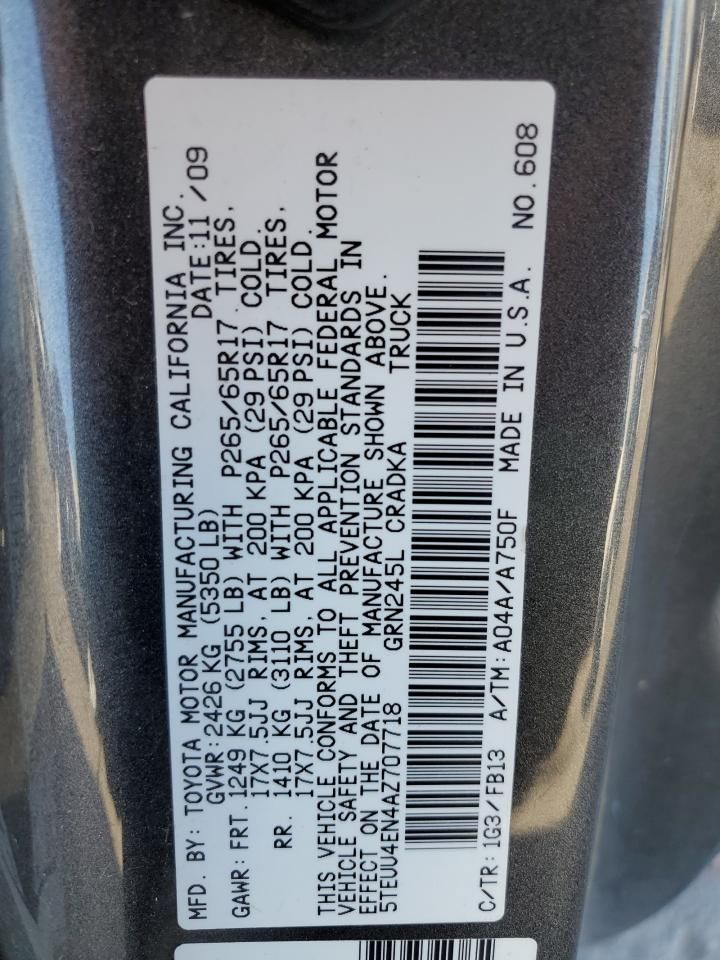 MFD. BY: TOYOTA MOTOR MANUFACTURING CALIFORNIA INC.
GVWR: 2426 KG (5350 LB) DATE: 11 / 09
GAWR: FRT. 1249 KG (2755 LB) WITH P265/65R17 TIRES,
17X7.5JJ RIMS, AT 200 KPA (29 PSI) COLD.
RR. 1410 KG (3110 LB) WITH P265/65R17 TIRES,
17X7.5JJ RIMS, AT 200 KPA (29 PSI) COLD.
THIS VEHICLE CONFORMS TO ALL APPLICABLE FEDERAL MOTOR
VEHICLE SAFETY AND THEFT PREVENTION STANDARDS IN
EFFECT ON THE DATE OF MANUFACTURE SHOWN ABOVE.
5TEUU4EN4AZ707718 GRN245L CRADKA TRUCK
C/TR: 1G3/FB13 A/TM: A04A/A750F MADE IN U.S.A. NO. 608